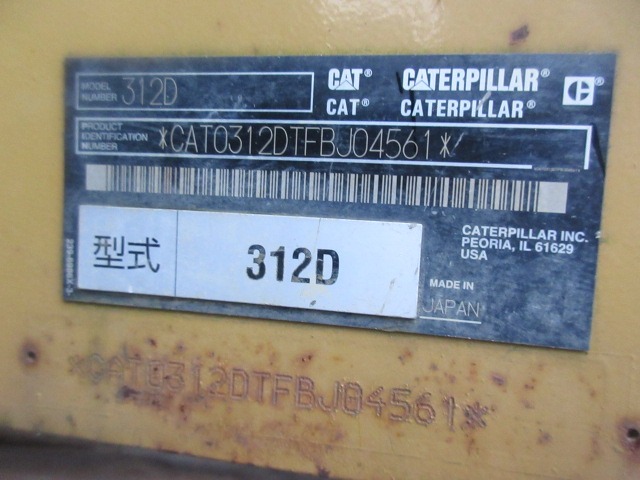 MODEL NUMBER 312D
CAT® CATERPILLAR®
CAT® CATERPILLAR®
PRODUCT IDENTIFICATION NUMBER *CAT0312DTFBJ04561*
CATERPILLAR INC.
PEORIA, IL 61629
USA
型式 312D
MADE IN JAPAN
*CAT0312DTFBJ04561*